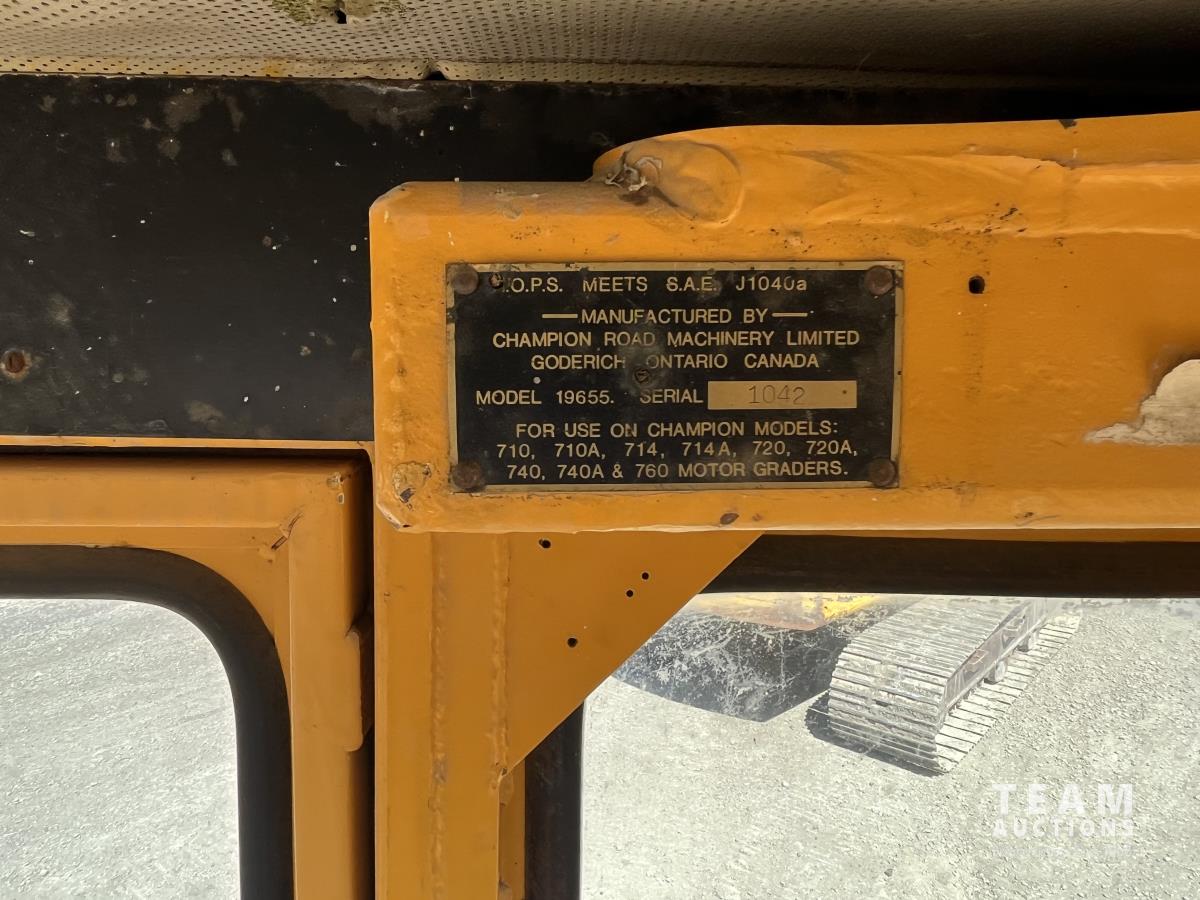 .O.P.S. MEETS S.A.E. J1040a
MANUFACTURED BY
CHAMPION ROAD MACHINERY LIMITED
GODERICH ONTARIO CANADA
MODEL 19655. SERIAL 1042
FOR USE ON CHAMPION MODELS:
710, 710A, 714, 714A, 720, 720A,
740, 740A & 760 MOTOR GRADERS.
TEAM
AUCTIONS